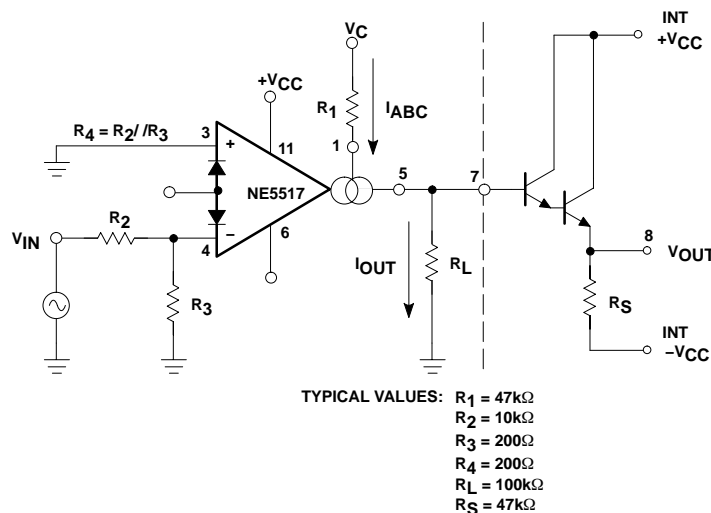 VC
INT
+VCC
+VCC
R1
IABC
R4 = R2/ /R3
3
+
11
1
NE5517
5
7
VIN
R2
4
−
6
8
VOUT
IOUT
RL
R3
RS
INT
−VCC
TYPICAL VALUES: R1 = 47kΩ
R2 = 10kΩ
R3 = 200Ω
R4 = 200Ω
RL = 100kΩ
RS = 47kΩ